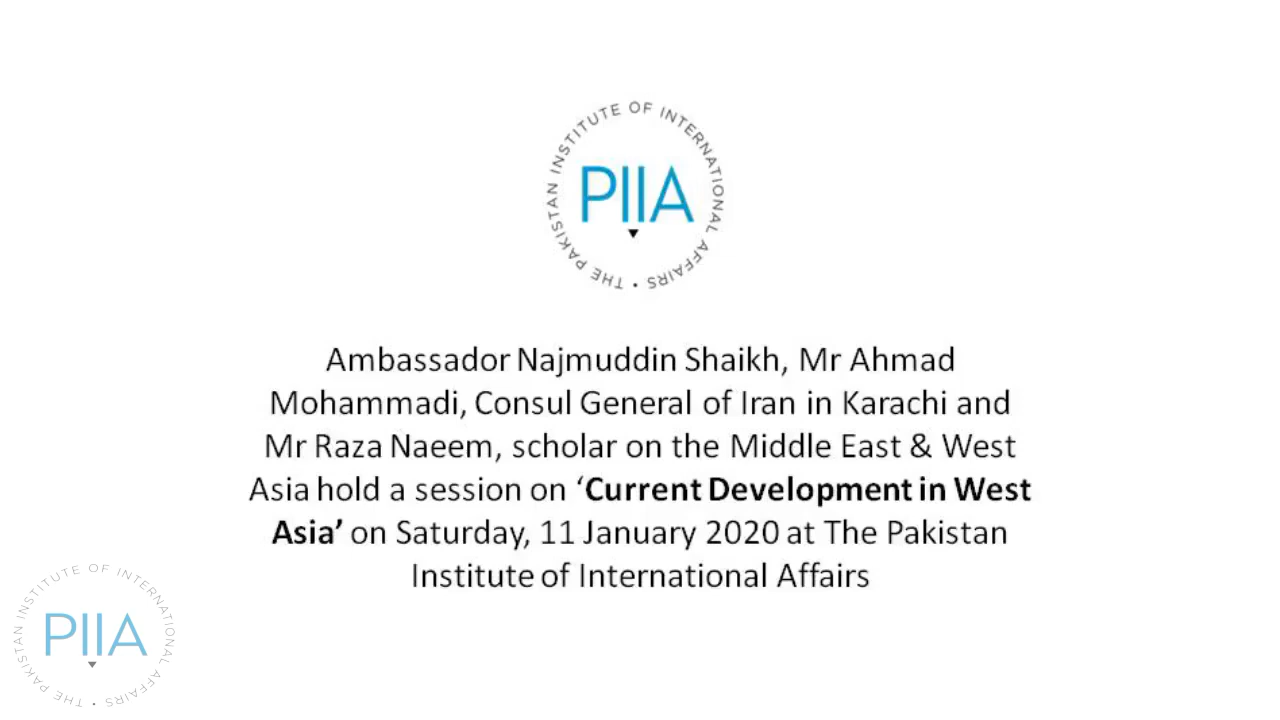 THE PAKISTAN INSTITUTE OF INTERNATIONAL AFFAIRS •
PIIA
Ambassador Najmuddin Shaikh, Mr Ahmad
Mohammadi, Consul General of Iran in Karachi and
Mr Raza Naeem, scholar on the Middle East & West
Asia hold a session on ‘Current Development in West
Asia’ on Saturday, 11 January 2020 at The Pakistan
Institute of International Affairs
THE PAKISTAN INSTITUTE OF INTERNATIONAL AFFAIRS •
PIIA